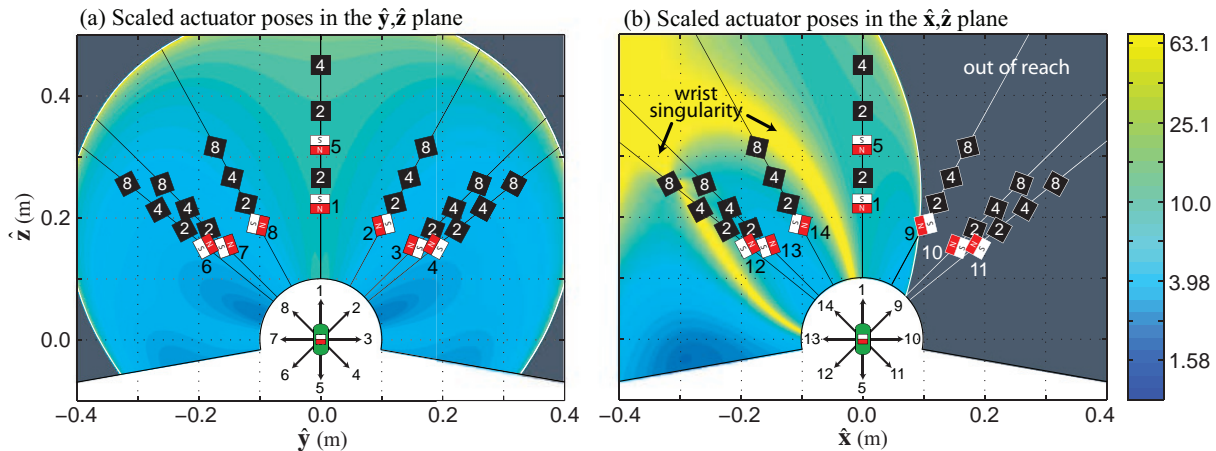 (a) Scaled actuator poses in the ŷ,ẑ plane
(b) Scaled actuator poses in the x̂,ẑ plane
4
2
S
N
5
2
S
N
1
8
8
4
4
2
2
N
S
8
2
N
S
8
8
8
8
4
4
4
4
2
2
2
2
N
S
6
N
S
7
3
N
S
4
N
S
1
2
3
4
5
6
7
8
0.4
0.2
0.0
ẑ (m)
−0.4
−0.2
0.0
0.2
0.4
ŷ (m)
wrist
singularity
out of reach
4
2
S
N
5
2
S
N
1
8
8
4
4
2
2
N
S
14
9
N
S
8
8
8
8
4
4
4
4
2
2
2
2
N
S
12
N
S
13
10
N
S
11
N
S
1
9
10
11
5
12
13
14
−0.4
−0.2
0.0
0.2
0.4
x̂ (m)
63.1
25.1
10.0
3.98
1.58